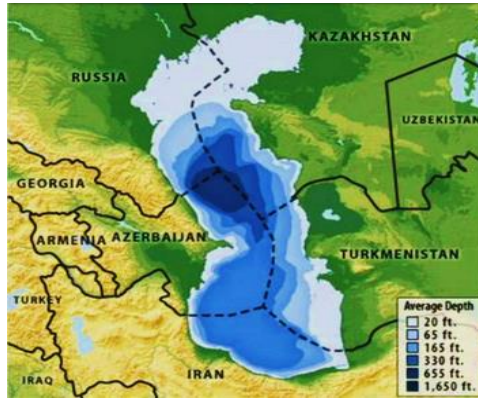 KAZAKHSTAN
RUSSIA
UZBEKISTAN
GEORGIA
ARMENIA
AZERBAIJAN
TURKMENISTAN
TURKEY
IRAN
IRAQ
Average Depth
20 ft.
65 ft.
165 ft.
330 ft.
655 ft.
1,650 ft.